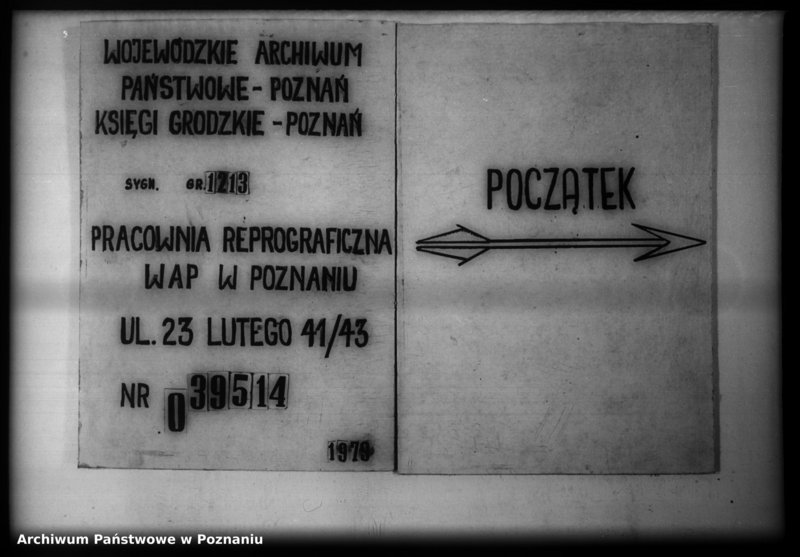 WOJEWÓDZKIE ARCHIWUM
PAŃSTWOWE - POZNAŃ
KSIĘGI GRODZKIE - POZNAŃ
SYGN. GR. 1213
PRACOWNIA REPROGRAFICZNA
WAP W POZNANIU
UL. 23 LUTEGO 41/43
NR 039514
1979
POCZĄTEK
Archiwum Państwowe w Poznaniu